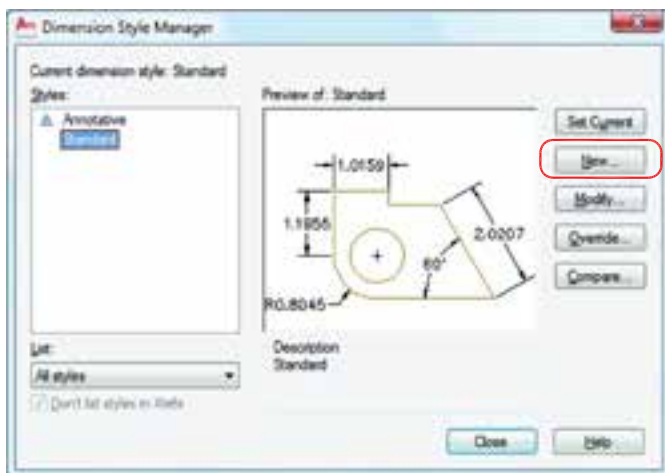 Dimension Style Manager
Current dimension style: Standard
Styles:
Annotative
Standard
List:
All styles
Don't list styles in Xrefs
Preview of: Standard
1.0159
1.1955
2.0207
60°
R0.8045
Description
Standard
Set Current
New...
Modify...
Override...
Compare...
Close
Help